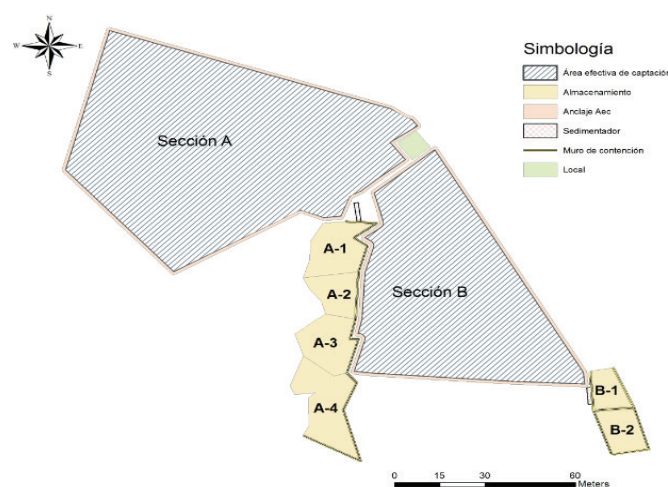 N
W E
S
Simbología
Área efectiva de captación
Almacenamiento
Anclaje Aec
Sedimentador
Muro de contención
Local
Sección A
A-1
A-2
Sección B
A-3
A-4
B-1
B-2
0 15 30 60
Meters